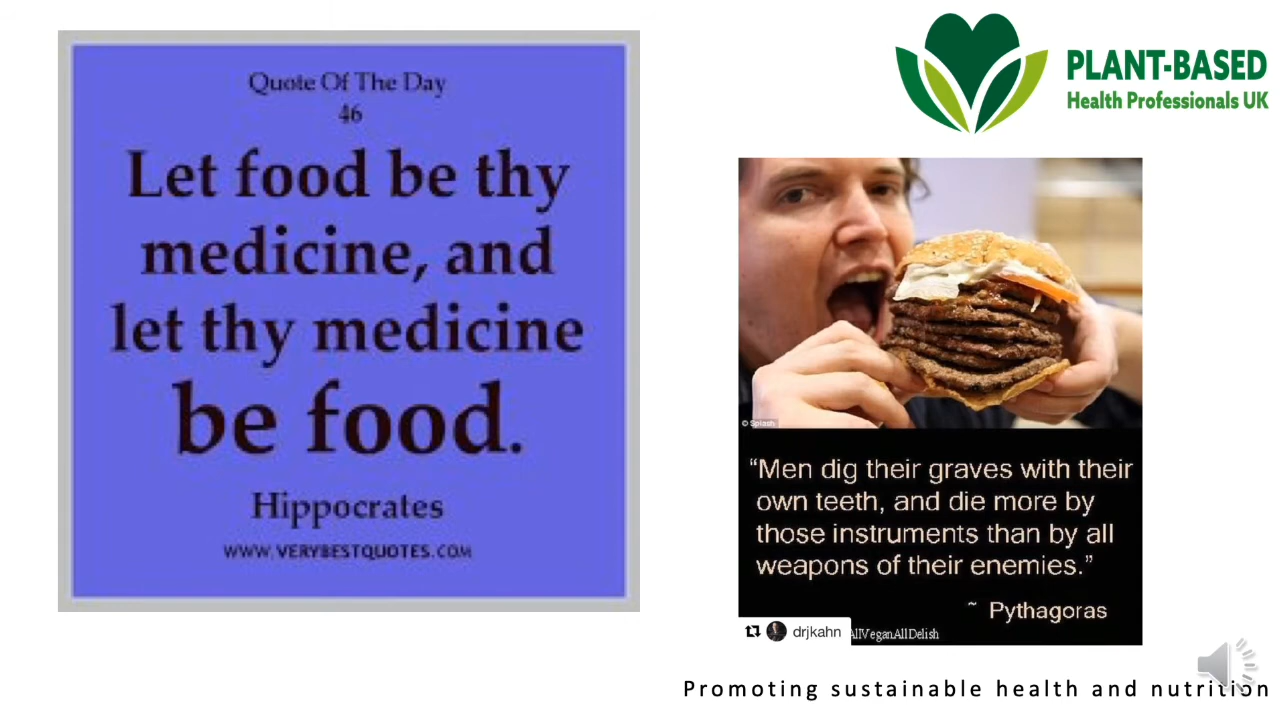 Quote Of The Day
46
Let food be thy
medicine, and
let thy medicine
be food.
Hippocrates
WWW.VERYBESTQUOTES.COM
PLANT-BASED
Health Professionals UK
© Splash
“Men dig their graves with their
own teeth, and die more by
those instruments than by all
weapons of their enemies.”
~ Pythagoras
drjkahn AllVeganAllDelish
Promoting sustainable health and nutrition